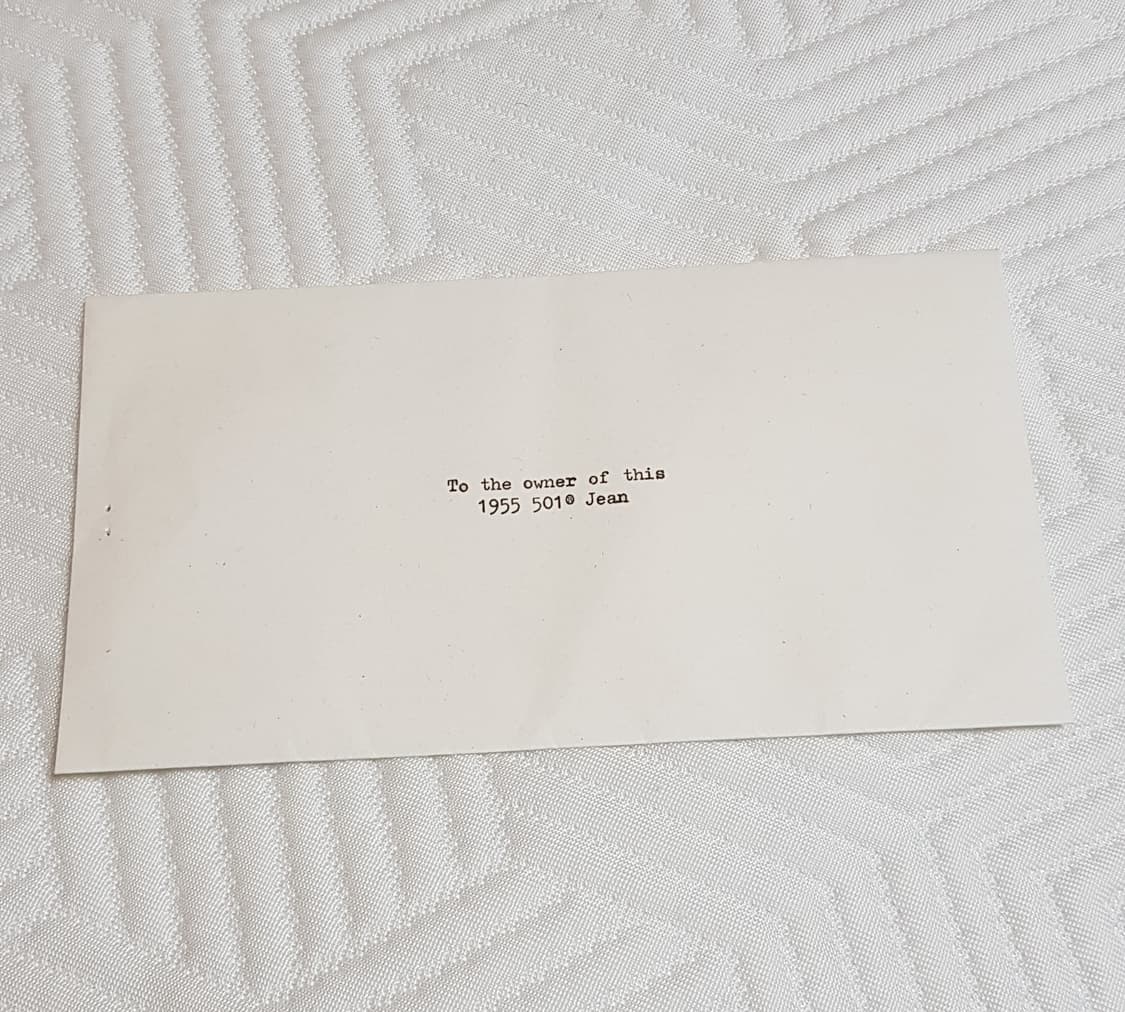 To the owner of this
1955 501® Jean